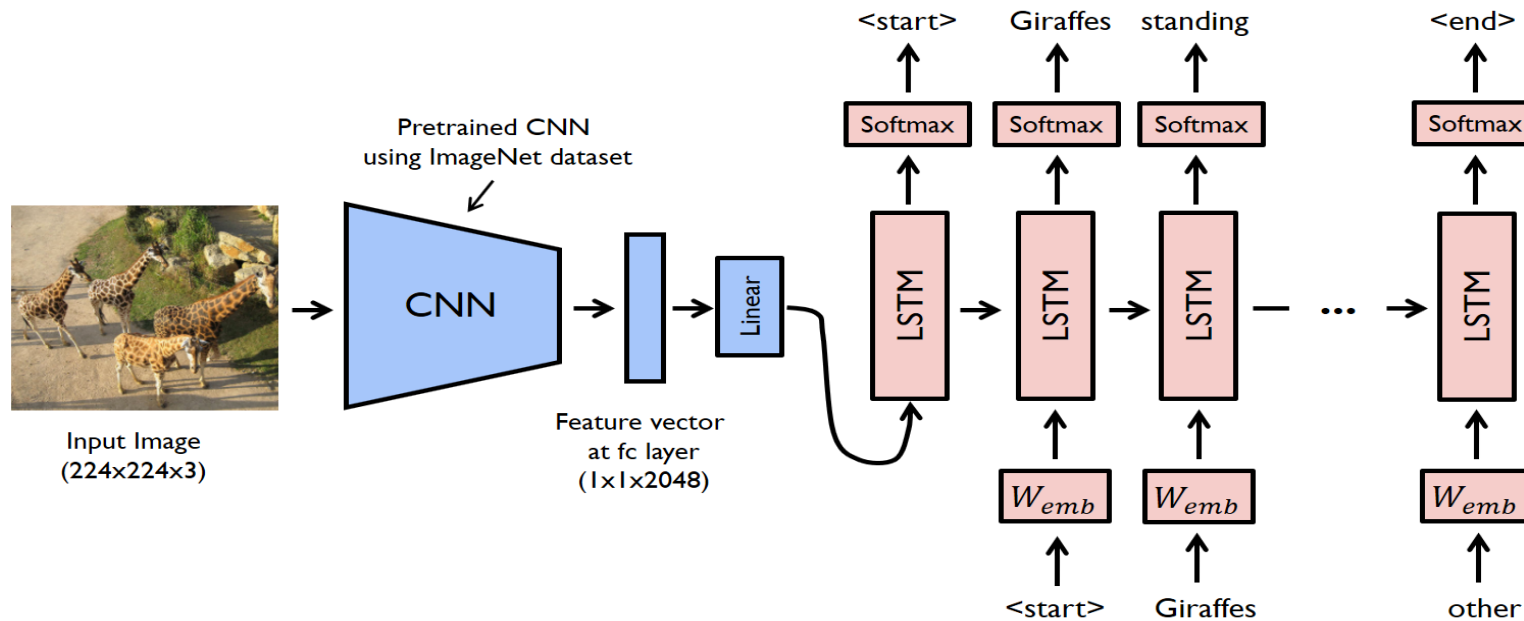 <start> Giraffes standing <end>
Softmax Softmax Softmax Softmax
Pretrained CNN
using ImageNet dataset
CNN
Linear
LSTM LSTM LSTM ... LSTM
Feature vector
at fc layer
(1x1x2048)
Input Image
(224x224x3)
W_emb W_emb W_emb
<start> Giraffes other